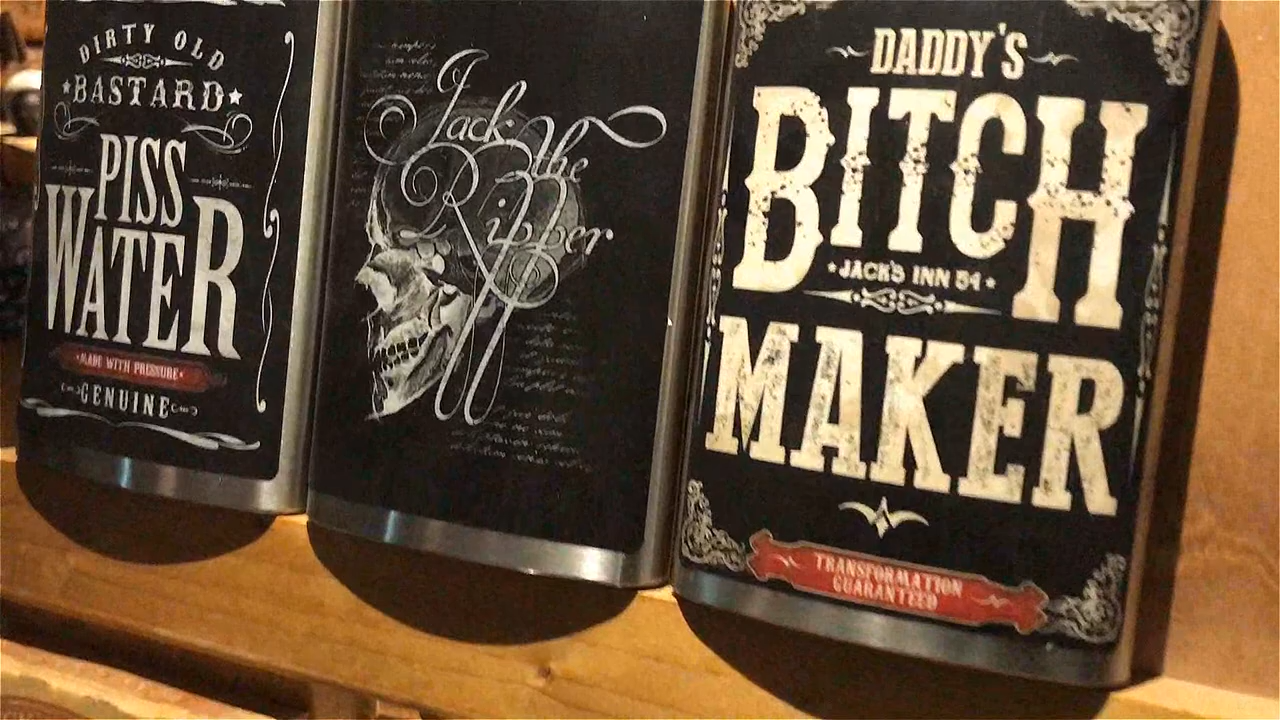 DIRTY OLD
★BASTARD★
PISS
WATER
•MADE WITH PRESSURE•
GENUINE
Jack
the
Ripper
DADDY'S
BITCH
★JACK'S INN 54★
MAKER
TRANSFORMATION
GUARANTEED